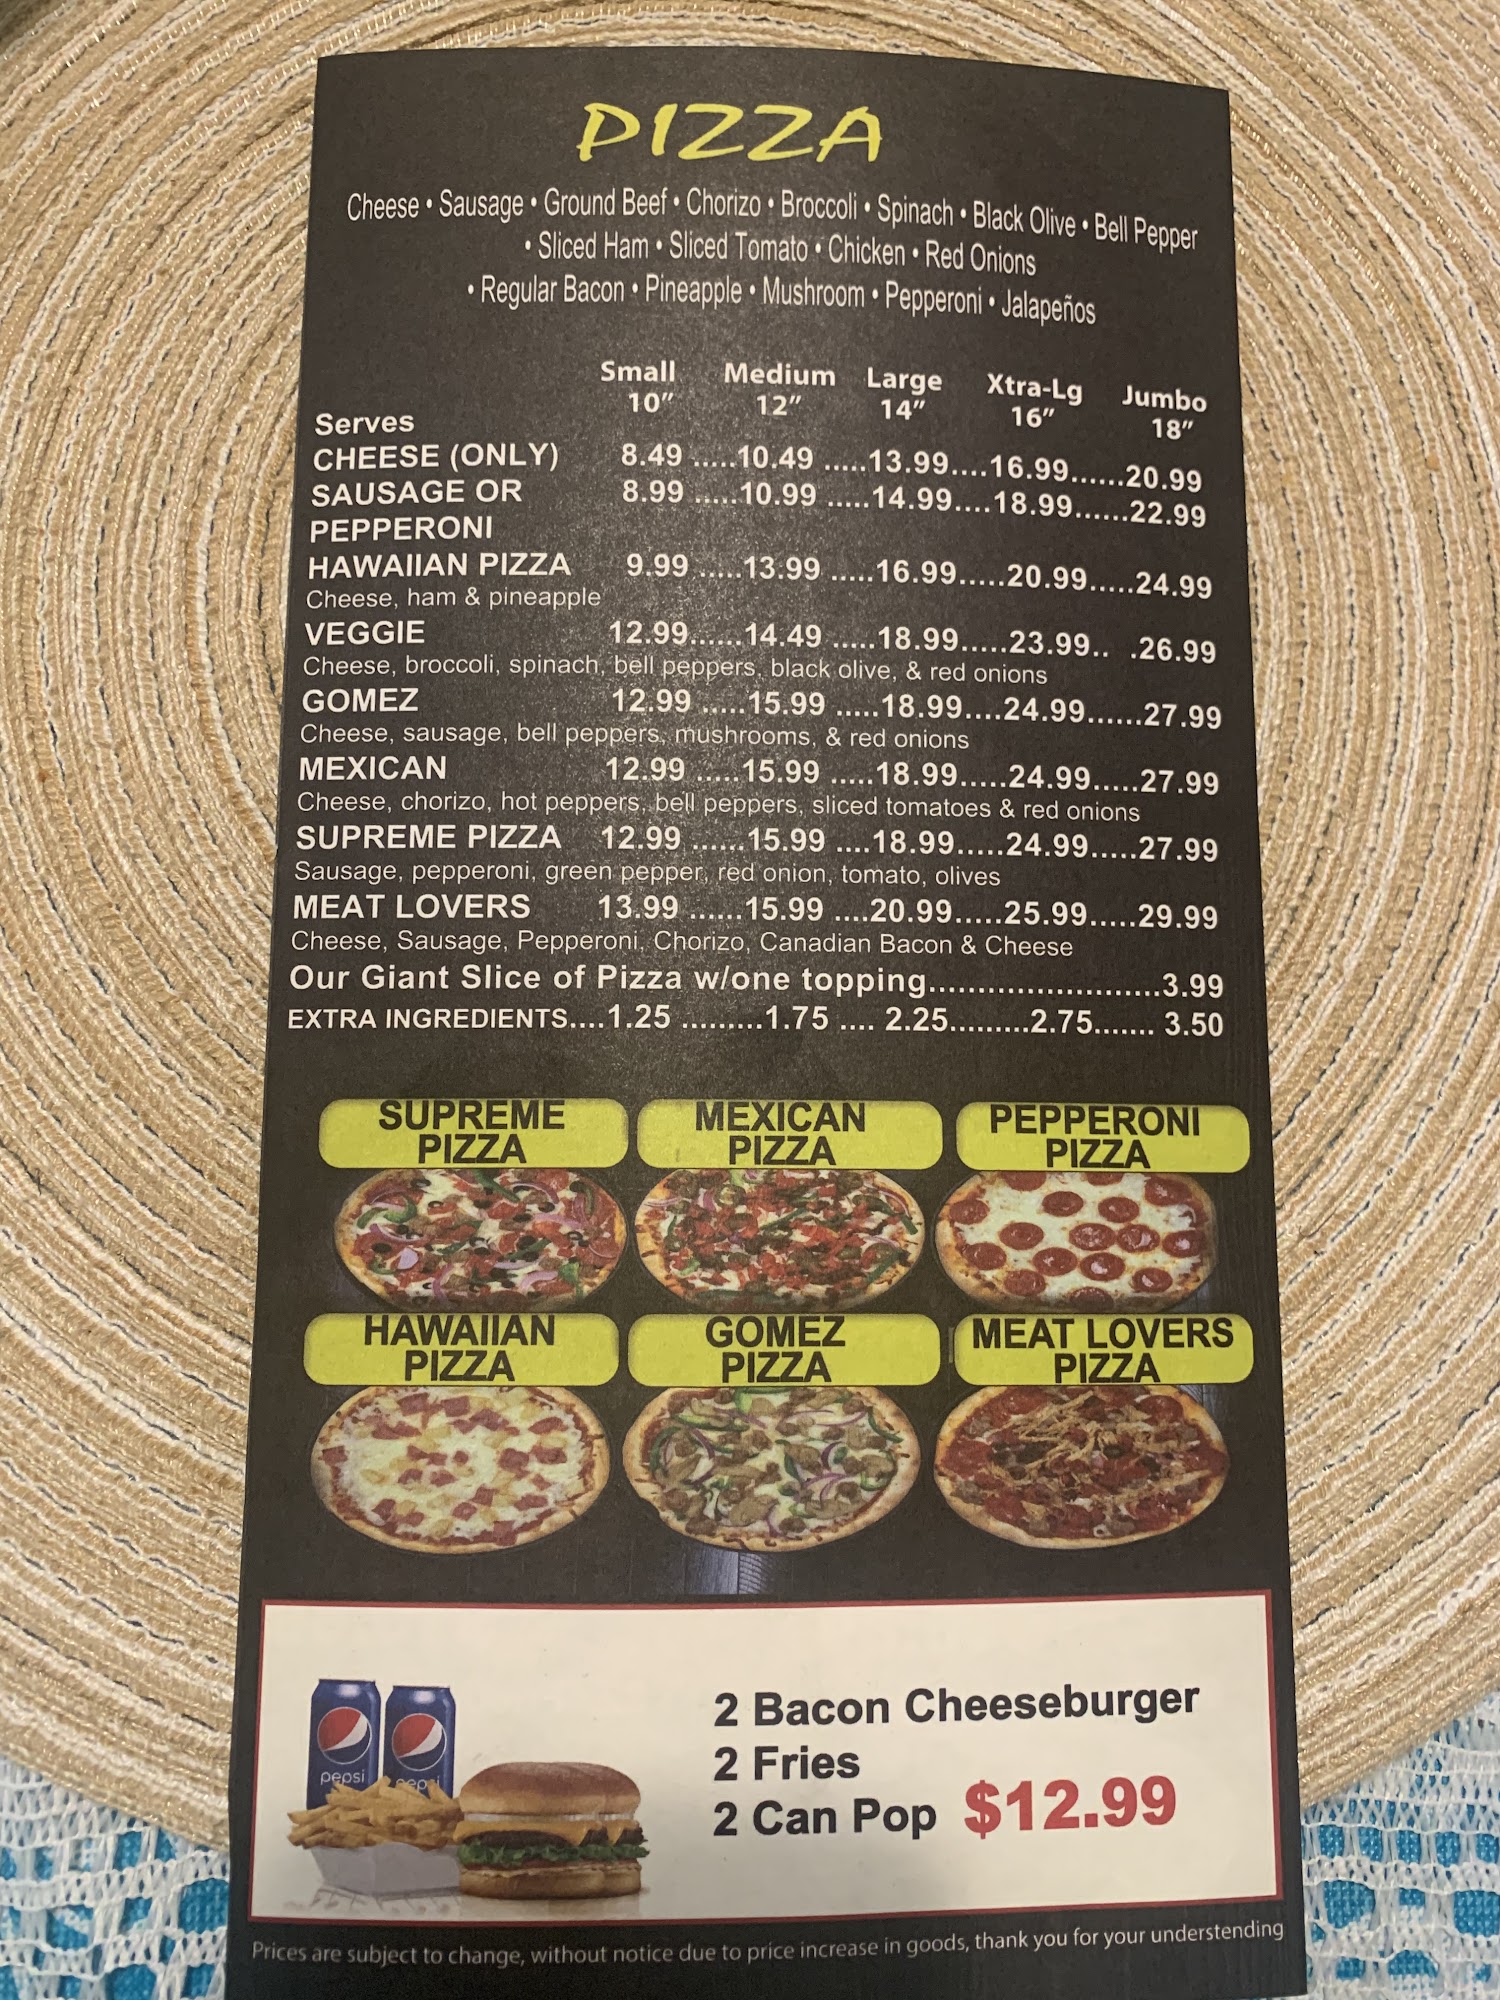 PIZZA
Cheese • Sausage • Ground Beef • Chorizo • Broccoli • Spinach • Black Olive • Bell Pepper
• Sliced Ham • Sliced Tomato • Chicken • Red Onions
• Regular Bacon • Pineapple • Mushroom • Pepperoni • Jalapeños
Small Medium Large Xtra-Lg Jumbo
10" 12" 14" 16" 18"
Serves
CHEESE (ONLY) 8.49 .....10.49 .....13.99....16.99......20.99
SAUSAGE OR 8.99 .....10.99 .....14.99....18.99......22.99
PEPPERONI
HAWAIIAN PIZZA 9.99 .....13.99 .....16.99.....20.99.....24.99
Cheese, ham & pineapple
VEGGIE 12.99......14.49 .....18.99.....23.99.. .26.99
Cheese, broccoli, spinach, bell peppers, black olive, & red onions
GOMEZ 12.99 .....15.99 .....18.99....24.99......27.99
Cheese, sausage, bell peppers, mushrooms, & red onions
MEXICAN 12.99 .....15.99 .....18.99.....24.99.....27.99
Cheese, chorizo, hot peppers, bell peppers, sliced tomatoes & red onions
SUPREME PIZZA 12.99 ......15.99 ....18.99.....24.99.....27.99
Sausage, pepperoni, green pepper, red onion, tomato, olives
MEAT LOVERS 13.99 ......15.99 ....20.99.....25.99.....29.99
Cheese, Sausage, Pepperoni, Chorizo, Canadian Bacon & Cheese
Our Giant Slice of Pizza w/one topping.......................3.99
EXTRA INGREDIENTS....1.25 .........1.75 .... 2.25.........2.75....... 3.50
SUPREME
PIZZA
MEXICAN
PIZZA
PEPPERONI
PIZZA
HAWAIIAN
PIZZA
GOMEZ
PIZZA
MEAT LOVERS
PIZZA
2 Bacon Cheeseburger
2 Fries
2 Can Pop $12.99
pepsi
pepsi
Prices are subject to change, without notice due to price increase in goods, thank you for your understending